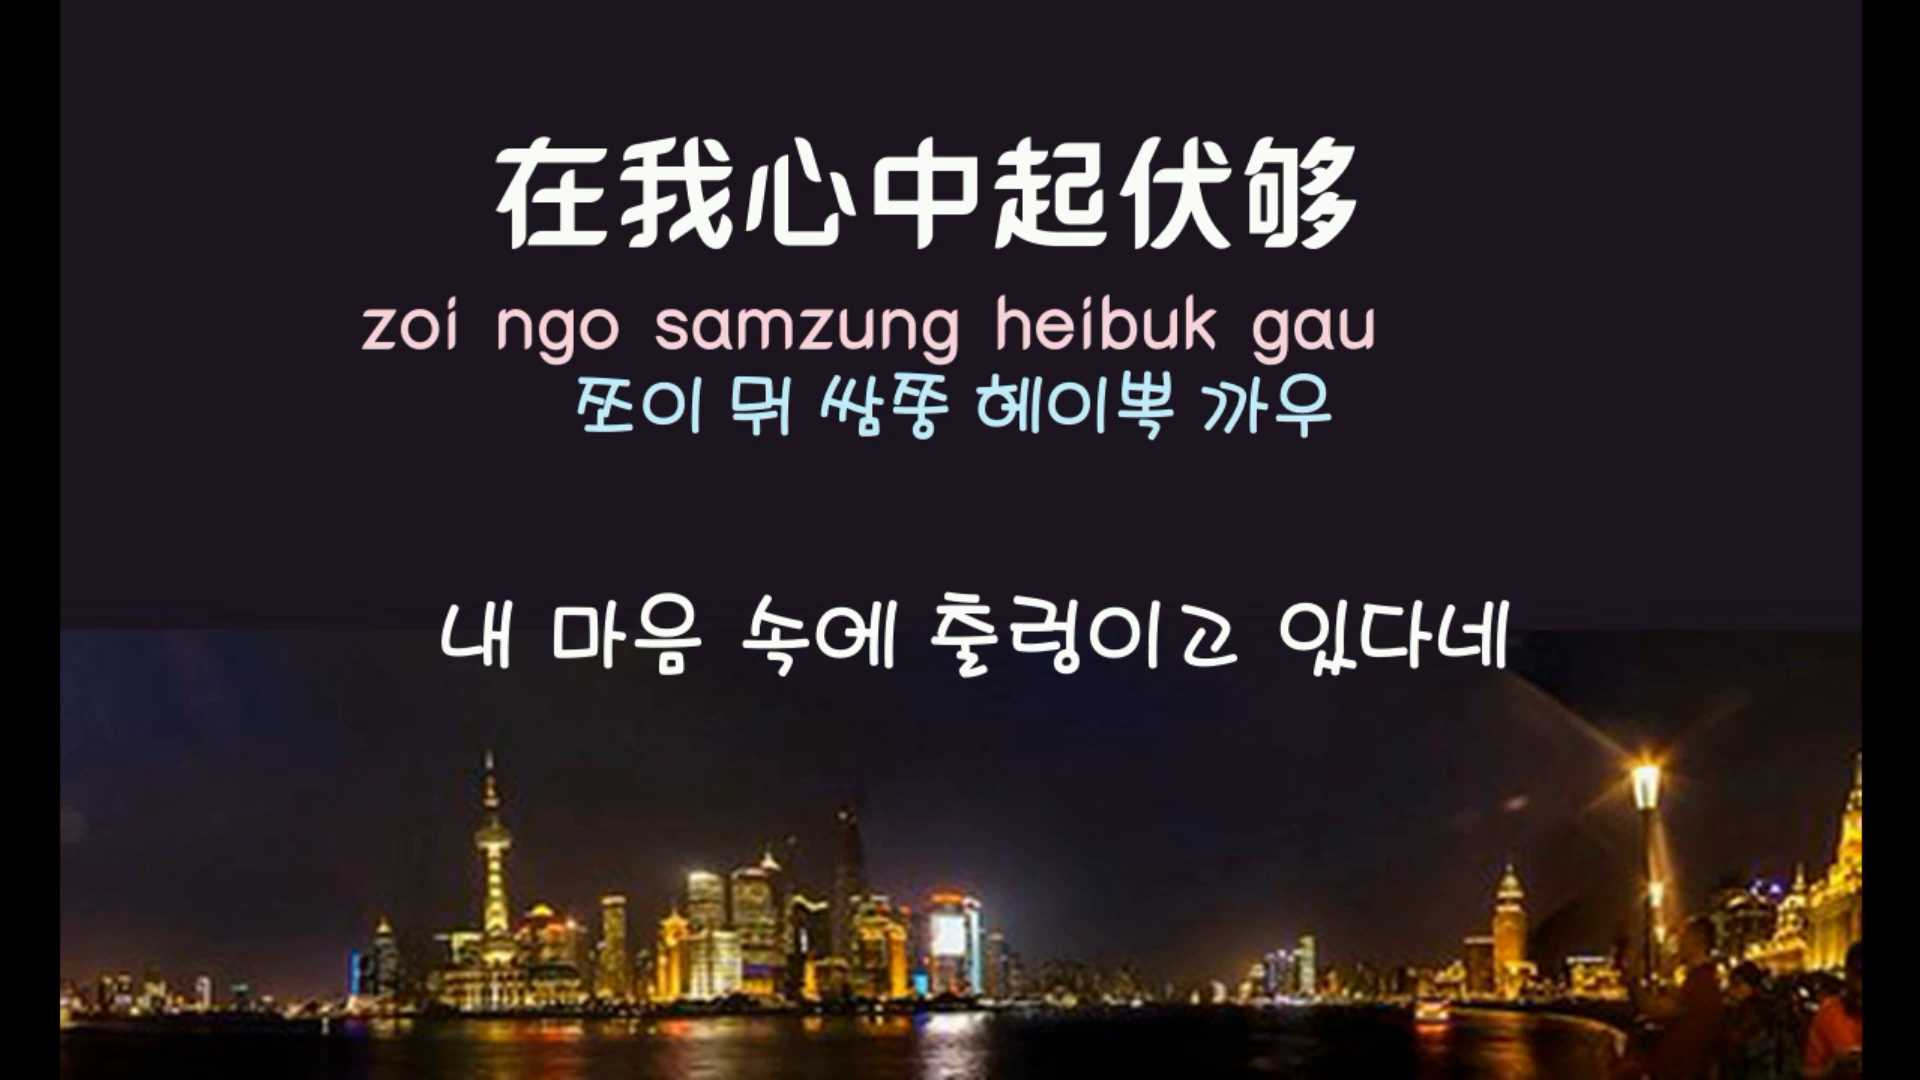 在我心中起伏够
zoi ngo samzung heibuk gau
쪼이 뭐 쌈쭝 헤이뿍 까우
내 마음 속에 출렁이고 있다네